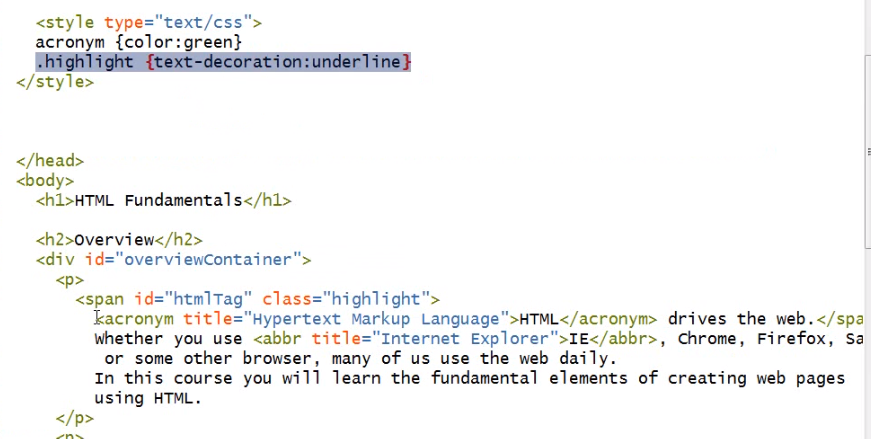 <style type="text/css">
acronym {color:green}
.highlight {text-decoration:underline}
</style>
</head>
<body>
<h1>HTML Fundamentals</h1>
<h2>Overview</h2>
<div id="overviewContainer">
<p>
<span id="htmlTag" class="highlight">
<acronym title="Hypertext Markup Language">HTML</acronym> drives the web.</spa
Whether you use <abbr title="Internet Explorer">IE</abbr>, Chrome, Firefox, Sa
or some other browser, many of us use the web daily.
In this course you will learn the fundamental elements of creating web pages
using HTML.
</p>